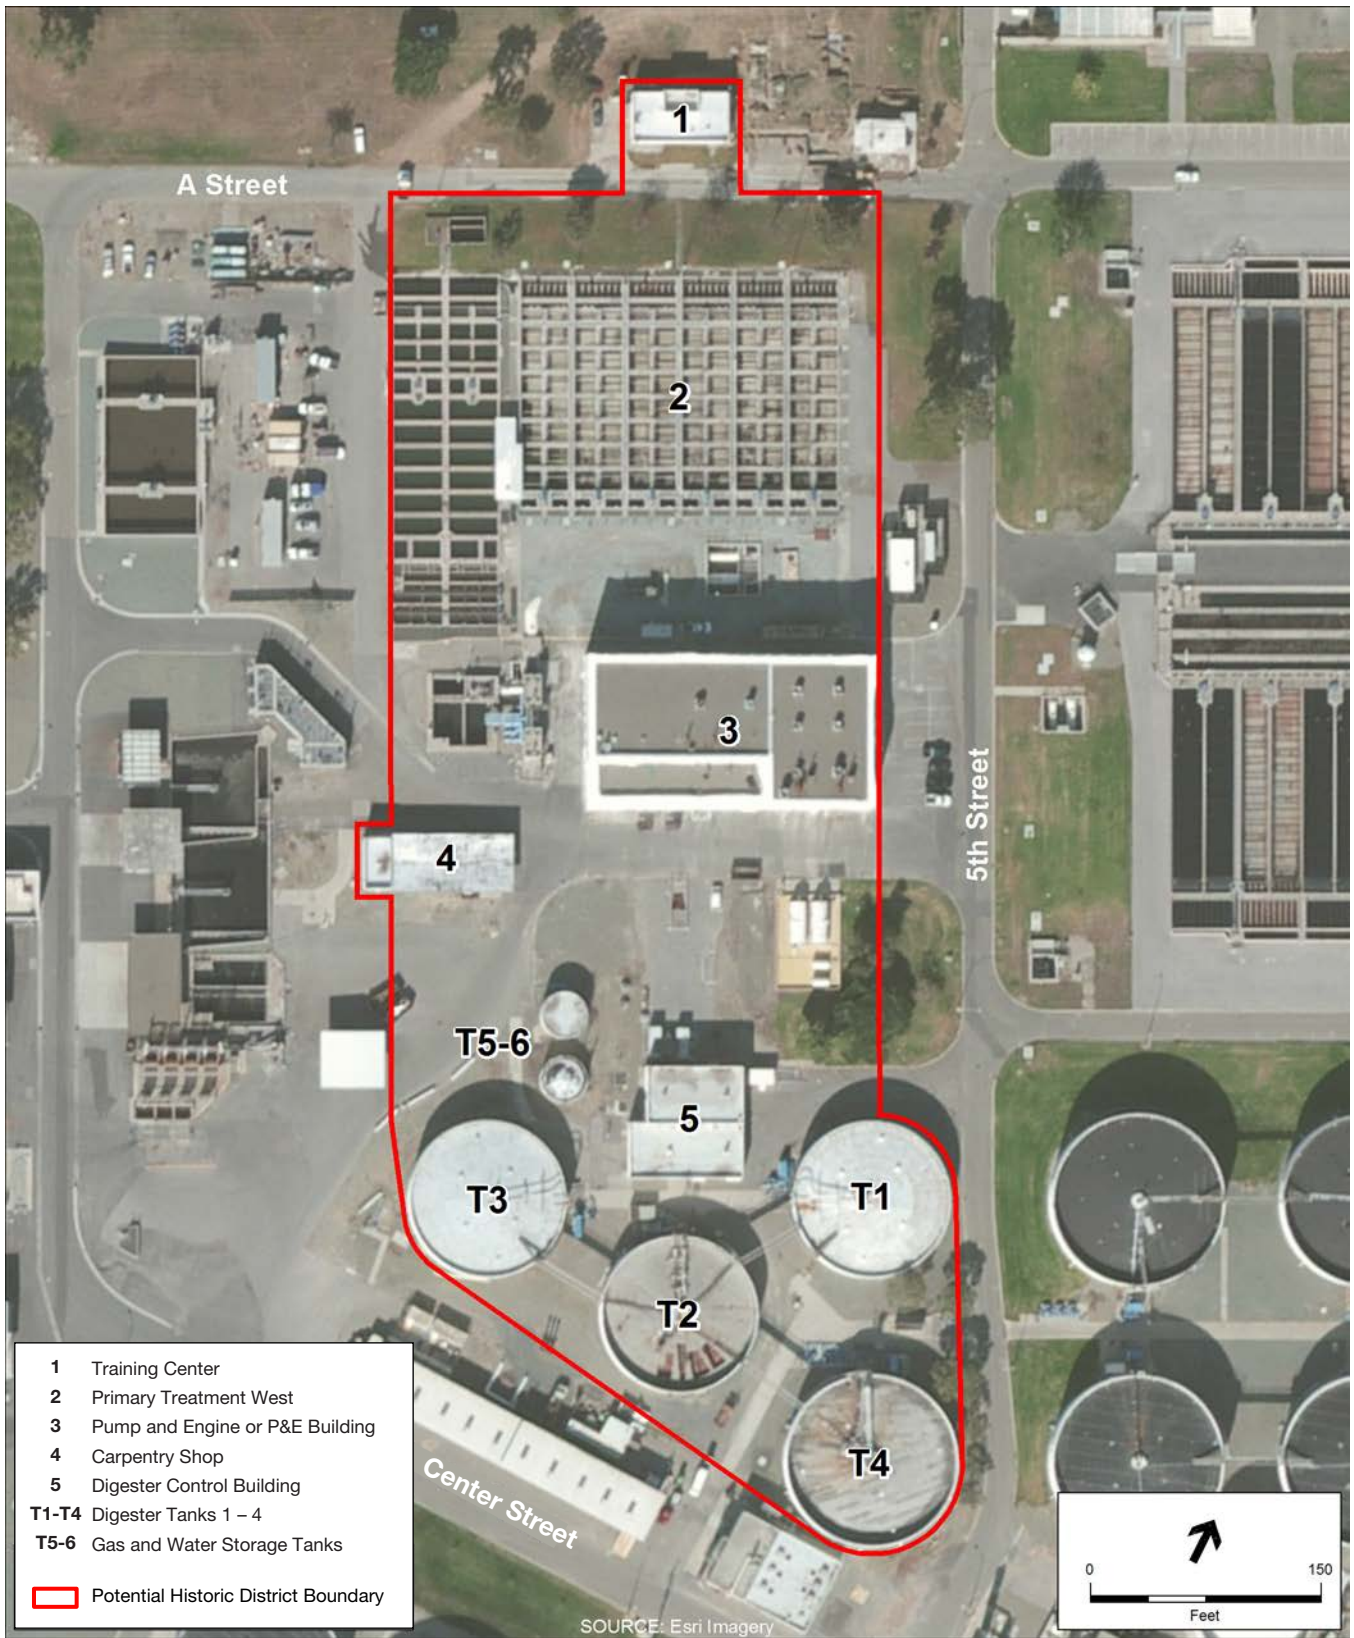 1
A Street
2
3
5th Street
4
T5-6
5
T3
T1
T2
T4
Center Street
1 Training Center
2 Primary Treatment West
3 Pump and Engine or P&E Building
4 Carpentry Shop
5 Digester Control Building
T1-T4 Digester Tanks 1 – 4
T5-6 Gas and Water Storage Tanks
Potential Historic District Boundary
0 150
Feet
SOURCE: Esri Imagery